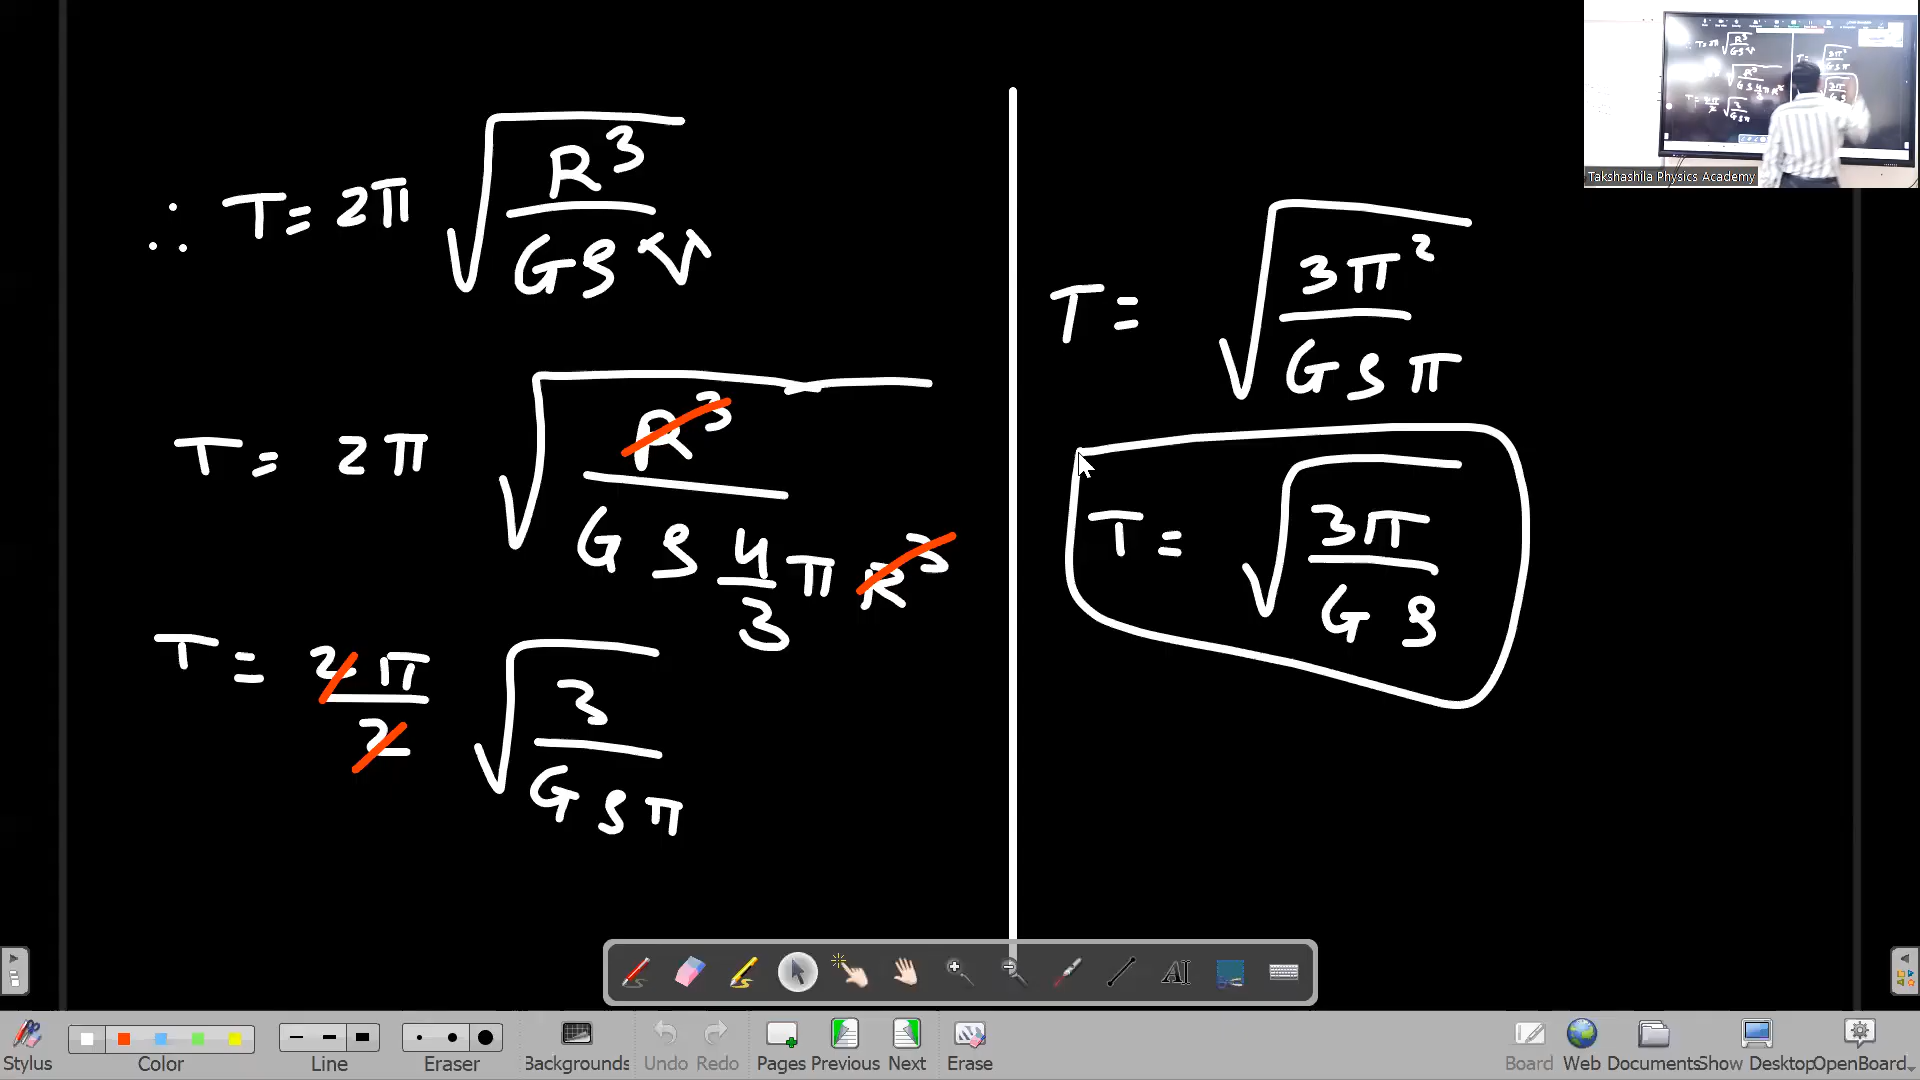 ∴ T = 2π √(R³ / GρV)
T = 2π √(R³ / Gρ 4/3 π R³)
T = 2π/2 √(3 / Gρπ)
T = √(3π² / Gρπ)
T = √(3π / Gρ)
Takshashila Physics Academy
Stylus Color Line Eraser Backgrounds Undo Redo Pages Previous Next Erase Board Web Documents Show Desktop OpenBoard